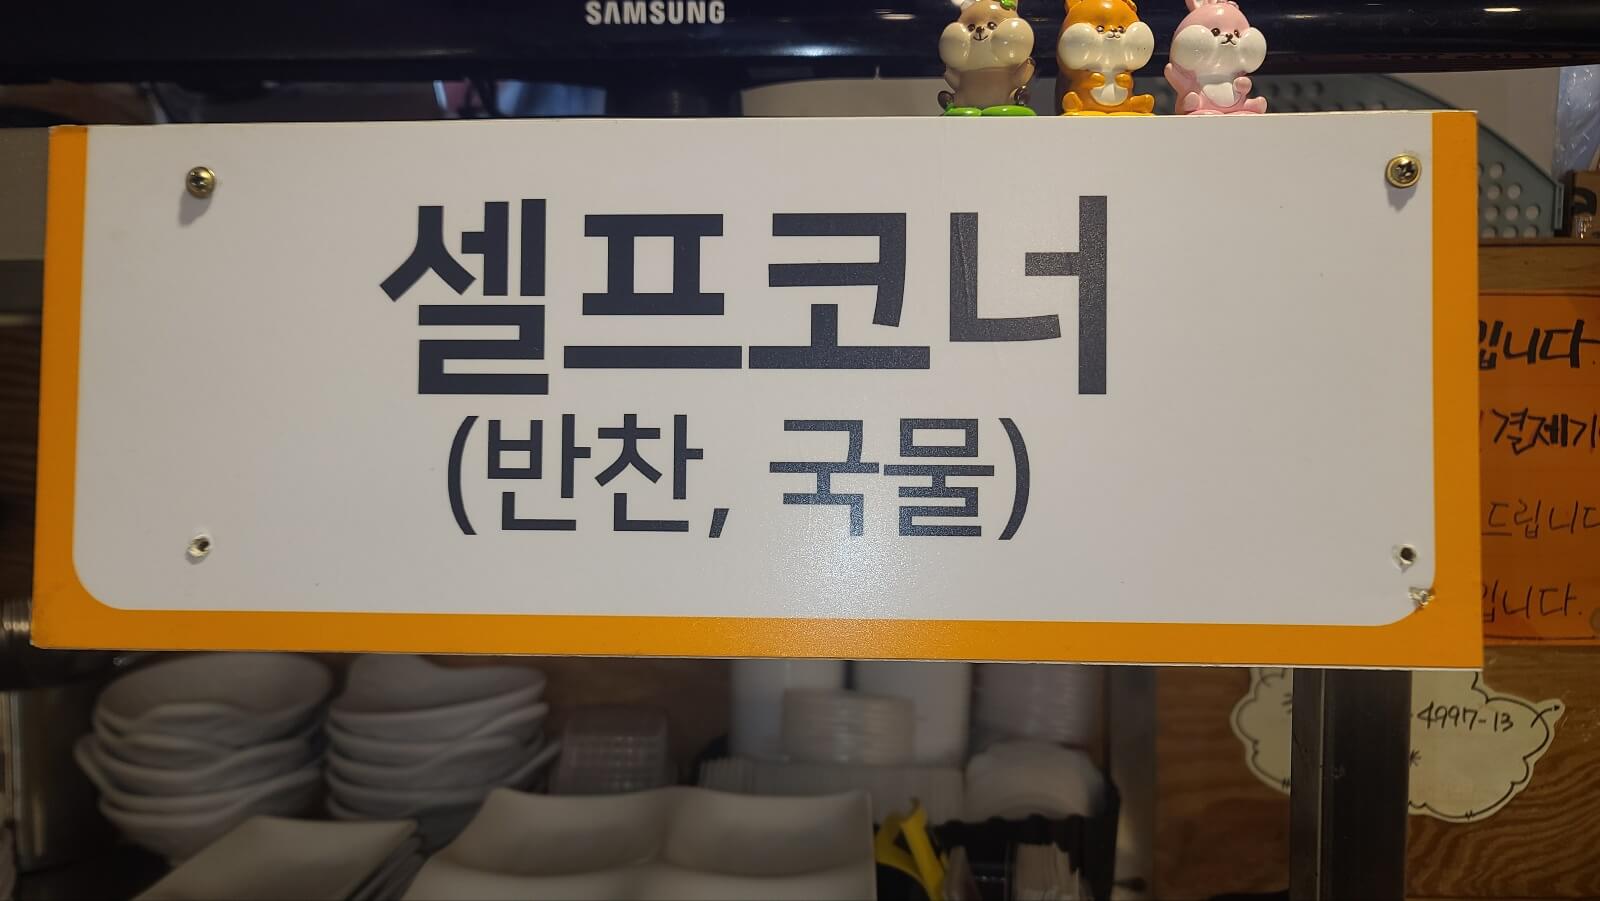 SAMSUNG
셀프코너
(반찬, 국물)
입니다.
결제기
드립니다
입니다.
4997-13